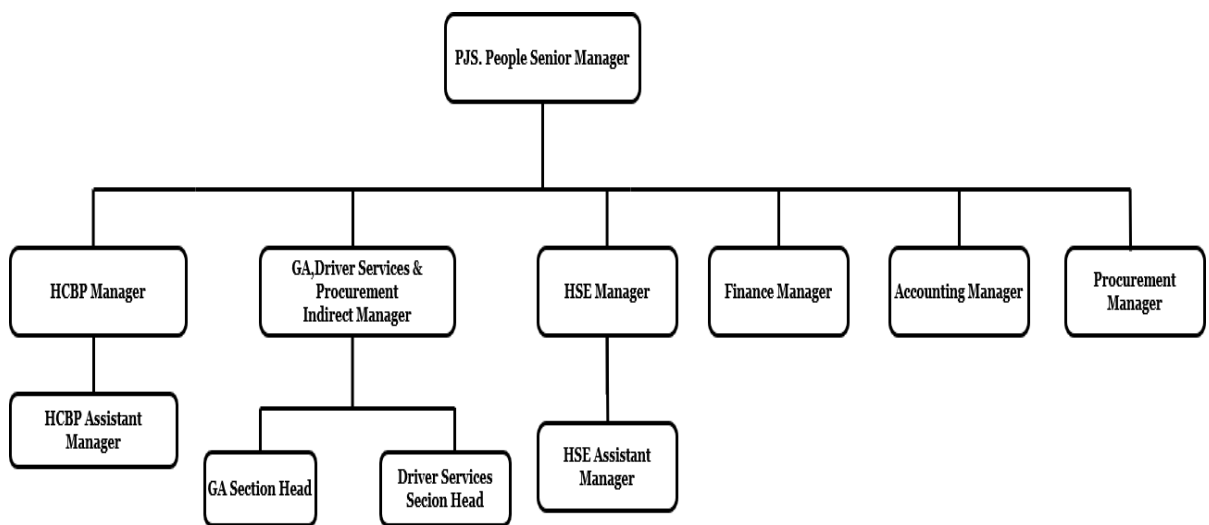 PJS. People Senior Manager
HCBP Manager
GA,Driver Services &
Procurement
Indirect Manager
HSE Manager
Finance Manager
Accounting Manager
Procurement
Manager
HCBP Assistant
Manager
GA Section Head
Driver Services
Secion Head
HSE Assistant
Manager